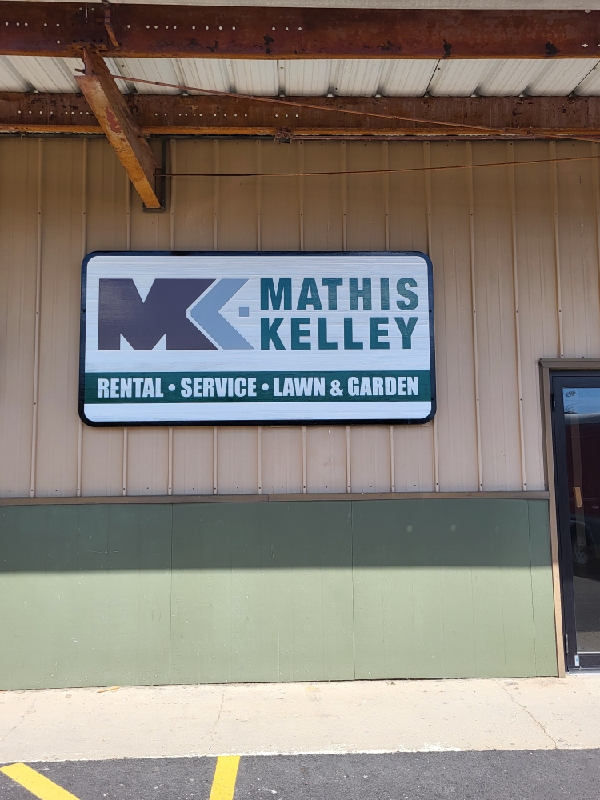 MK
MATHIS
KELLEY
RENTAL • SERVICE • LAWN & GARDEN